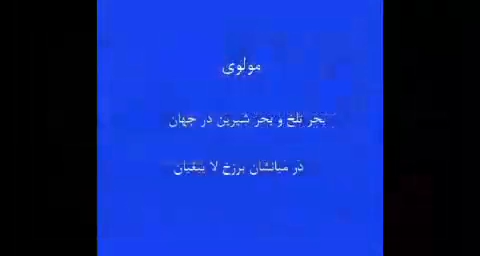 مولوی
بحر تلخ و بحر شیرین در جهان
در میانشان برزخ لا یبغیان